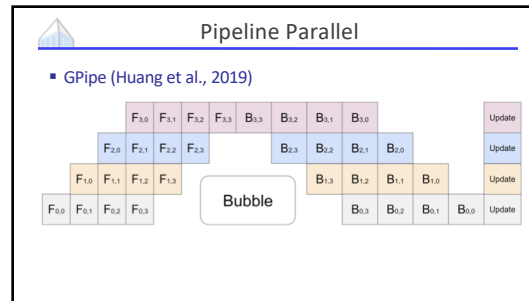 Pipeline Parallel
▪ GPipe (Huang et al., 2019)
F3,0 F3,1 F3,2 F3,3 B3,3 B3,2 B3,1 B3,0 Update
F2,0 F2,1 F2,2 F2,3 B2,3 B2,2 B2,1 B2,0 Update
F1,0 F1,1 F1,2 F1,3 B1,3 B1,2 B1,1 B1,0 Update
F0,0 F0,1 F0,2 F0,3 Bubble B0,3 B0,2 B0,1 B0,0 Update